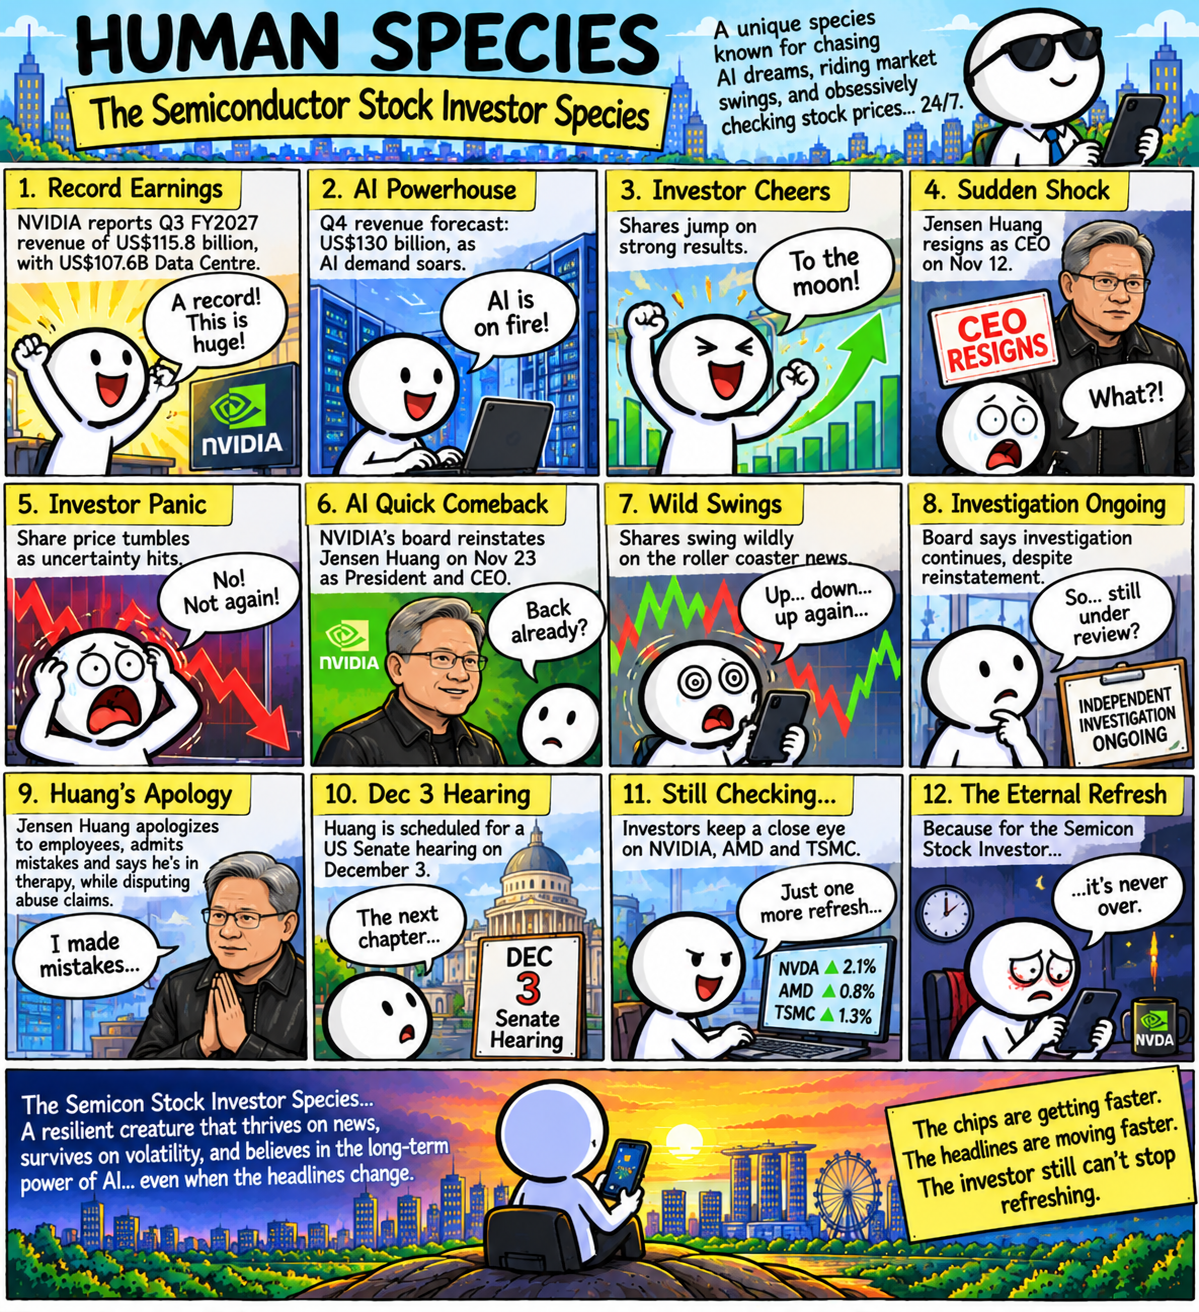 HUMAN SPECIES
The Semiconductor Stock Investor Species
A unique species
known for chasing
AI dreams, riding market
swings, and obsessively
checking stock prices... 24/7.
1. Record Earnings
NVIDIA reports Q3 FY2027
revenue of US$115.8 billion,
with US$107.6B Data Centre.
A record!
This is
huge!
NVIDIA
2. AI Powerhouse
Q4 revenue forecast:
US$130 billion, as
AI demand soars.
AI is
on fire!
3. Investor Cheers
Shares jump on
strong results.
To the
moon!
4. Sudden Shock
Jensen Huang
resigns as CEO
on Nov 12.
CEO
RESIGNS
What?!
5. Investor Panic
Share price tumbles
as uncertainty hits.
No!
Not again!
6. AI Quick Comeback
NVIDIA's board reinstates
Jensen Huang on Nov 23
as President and CEO.
NVIDIA
Back
already?
7. Wild Swings
Shares swing wildly
on the roller coaster news.
Up... down...
up again...
8. Investigation Ongoing
Board says investigation
continues, despite
reinstatement.
So... still
under
review?
INDEPENDENT
INVESTIGATION
ONGOING
9. Huang's Apology
Jensen Huang apologizes
to employees, admits
mistakes and says he's in
therapy, while disputing
abuse claims.
I made
mistakes...
10. Dec 3 Hearing
Huang is scheduled for a
US Senate hearing on
December 3.
The next
chapter...
DEC
3
Senate
Hearing
11. Still Checking...
Investors keep a close eye
on NVIDIA, AMD and TSMC.
Just one
more refresh...
NVDA ▲ 2.1%
AMD ▲ 0.8%
TSMC ▲ 1.3%
12. The Eternal Refresh
Because for the Semicon
Stock Investor...
...it's never
over.
NVDA
The Semicon Stock Investor Species...
A resilient creature that thrives on news,
survives on volatility, and believes in the long-term
power of AI... even when the headlines change.
The chips are getting faster.
The headlines are moving faster.
The investor still can't stop
refreshing.